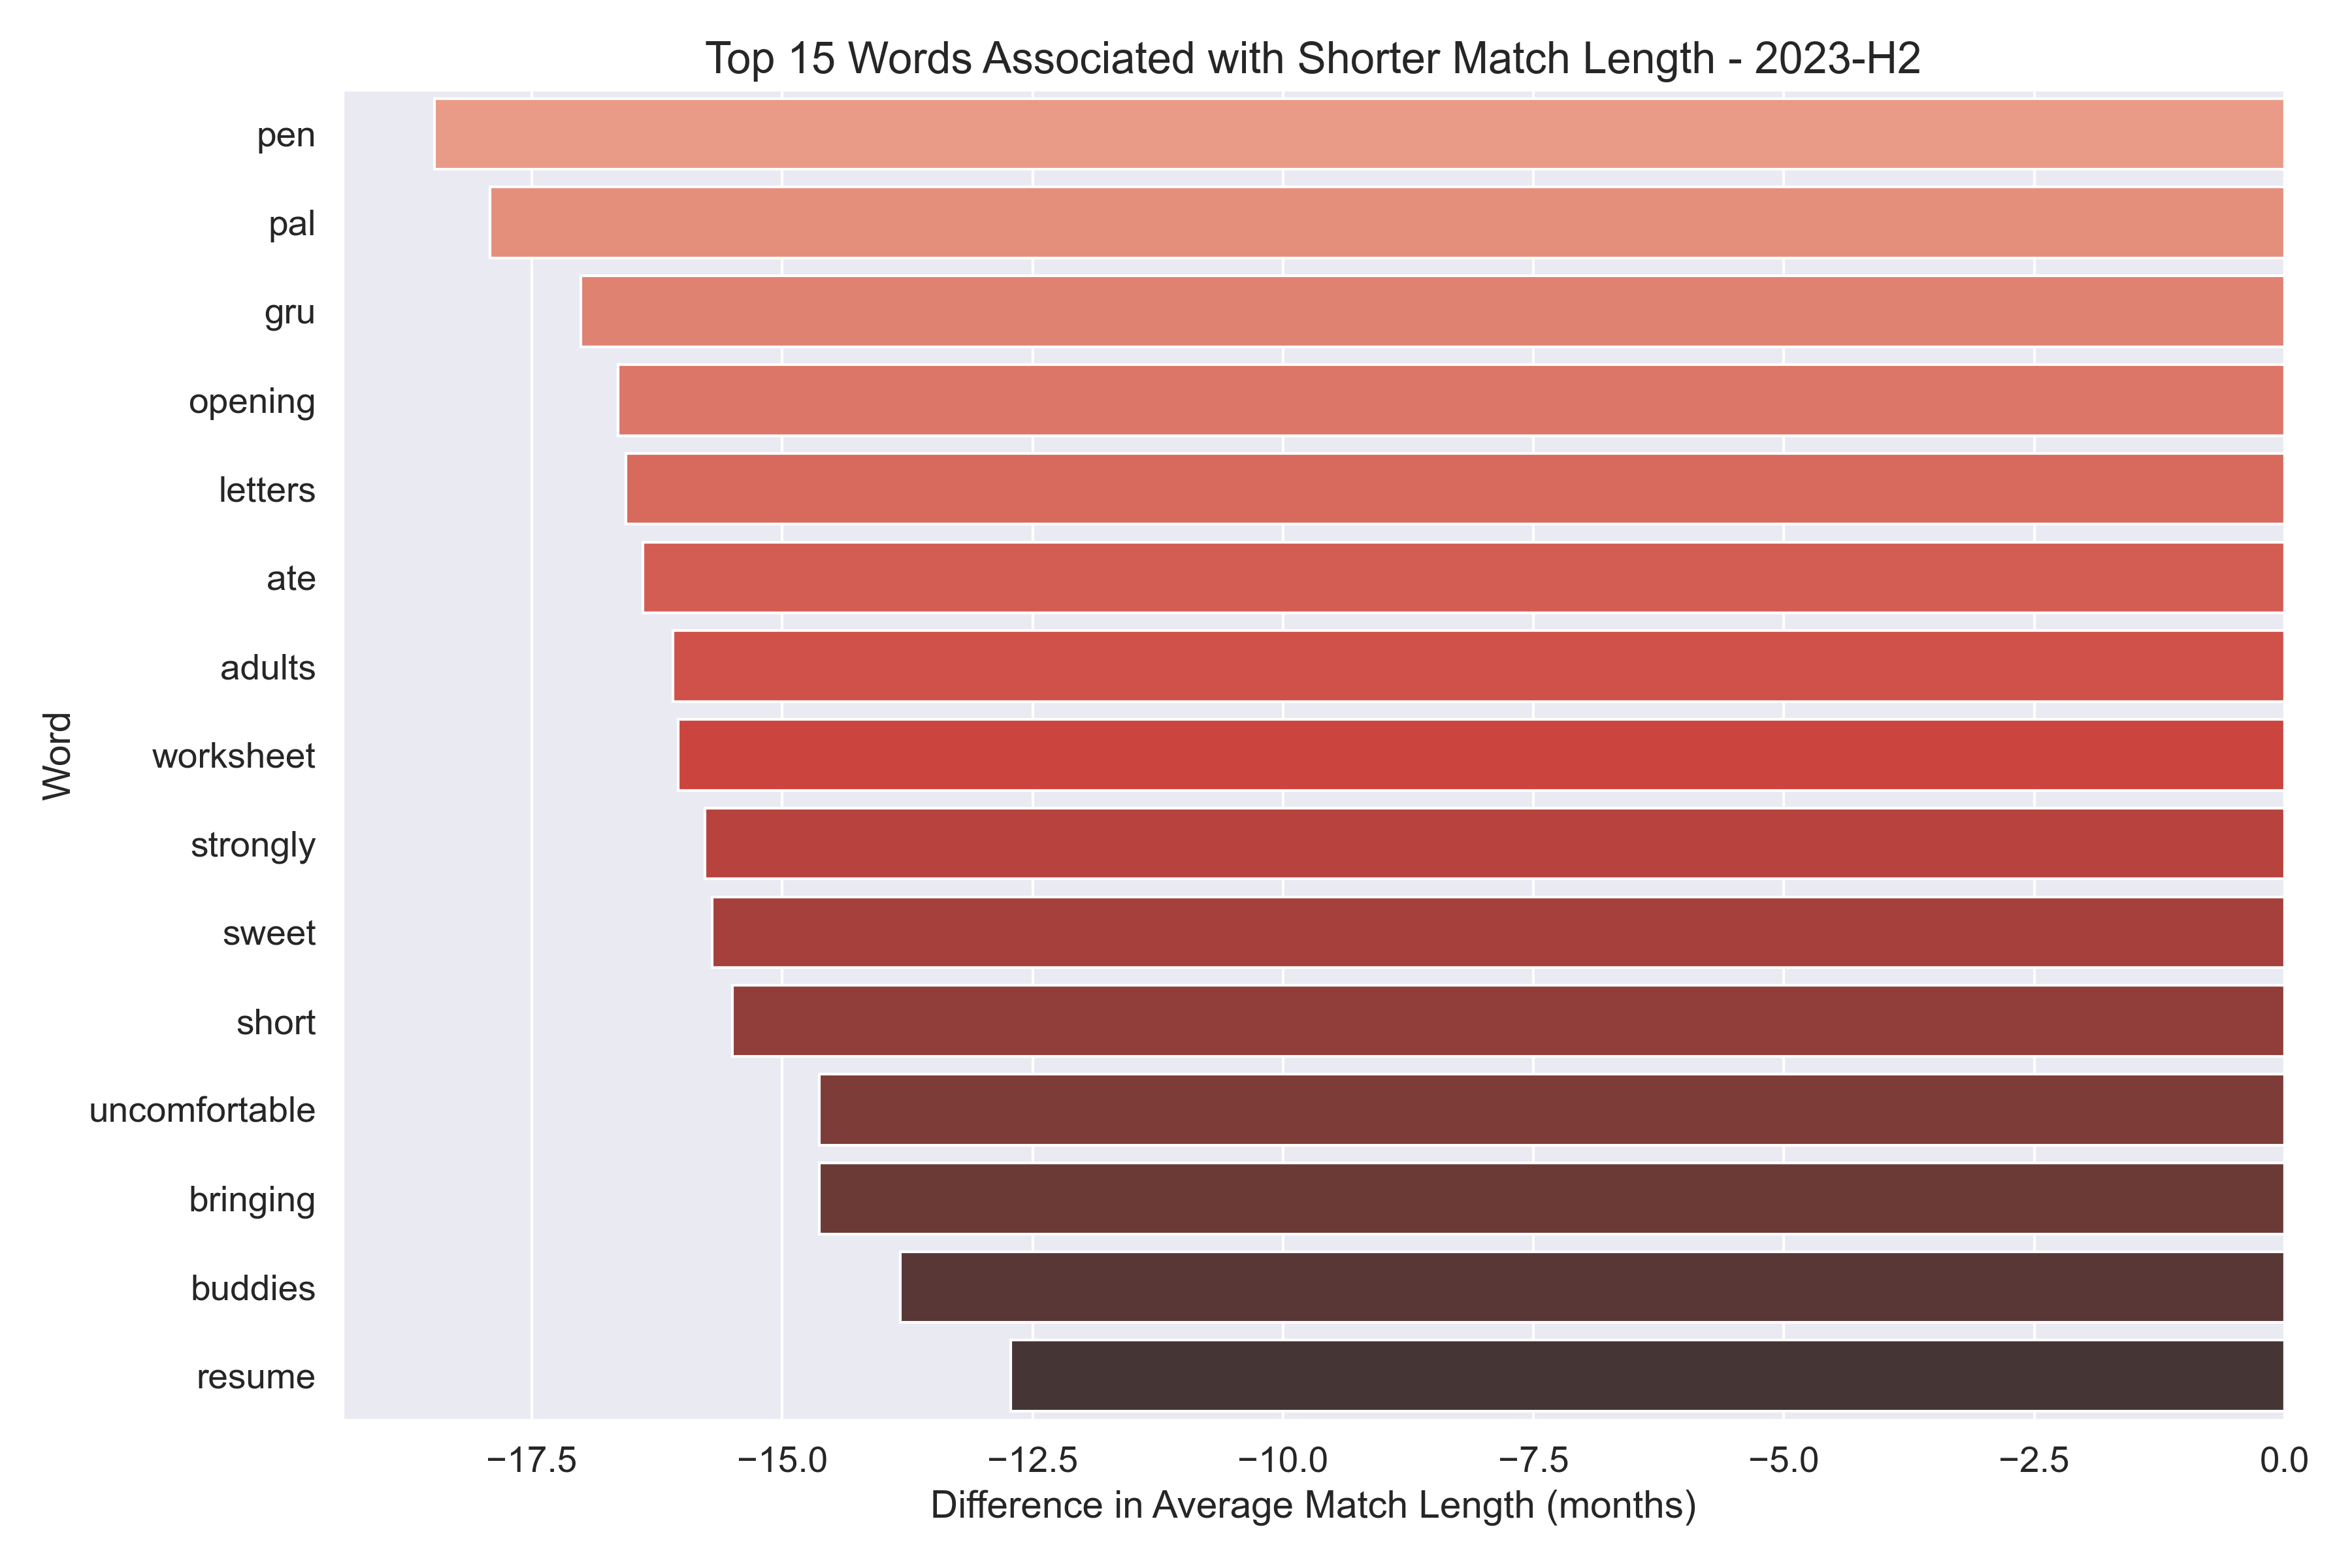 Top 15 Words Associated with Shorter Match Length - 2023-H2
Word
pen
pal
gru
opening
letters
ate
adults
worksheet
strongly
sweet
short
uncomfortable
bringing
buddies
resume
−17.5 −15.0 −12.5 −10.0 −7.5 −5.0 −2.5 0.0
Difference in Average Match Length (months)